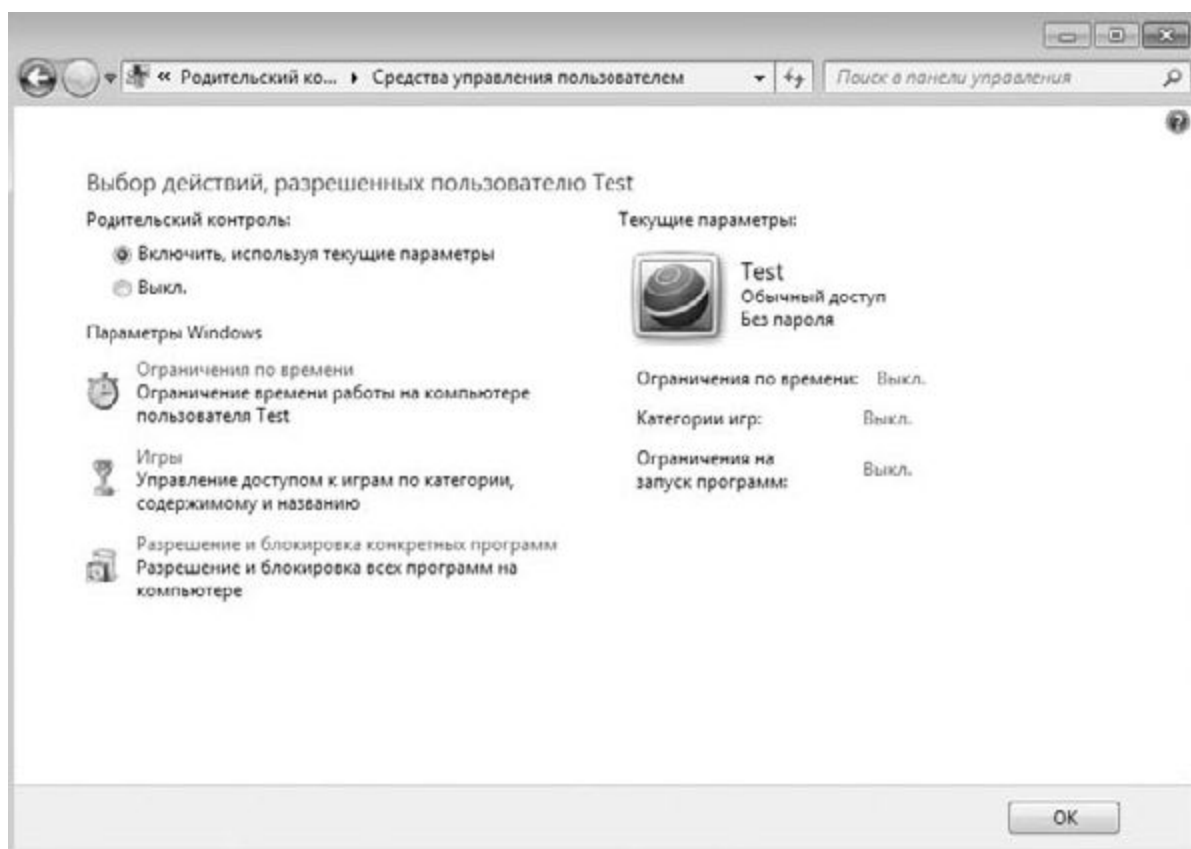 « Родительский ко... ▸ Средства управления пользователем
Поиск в панели управления
Выбор действий, разрешенных пользователю Test
Родительский контроль:
Включить, используя текущие параметры
Выкл.
Параметры Windows
Ограничения по времени
Ограничение времени работы на компьютере
пользователя Test
Игры
Управление доступом к играм по категории,
содержимому и названию
Разрешение и блокировка конкретных программ
Разрешение и блокировка всех программ на
компьютере
Текущие параметры:
Test
Обычный доступ
Без пароля
Ограничения по времени: Выкл.
Категории игр: Выкл.
Ограничения на
запуск программ: Выкл.
OK